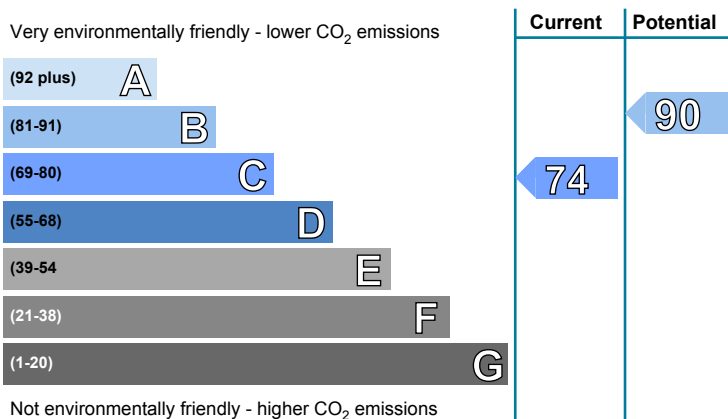 Current Potential
Very environmentally friendly - lower CO2 emissions
(92 plus) A
(81-91) B 90
(69-80) C 74
(55-68) D
(39-54 E
(21-38) F
(1-20) G
Not environmentally friendly - higher CO2 emissions